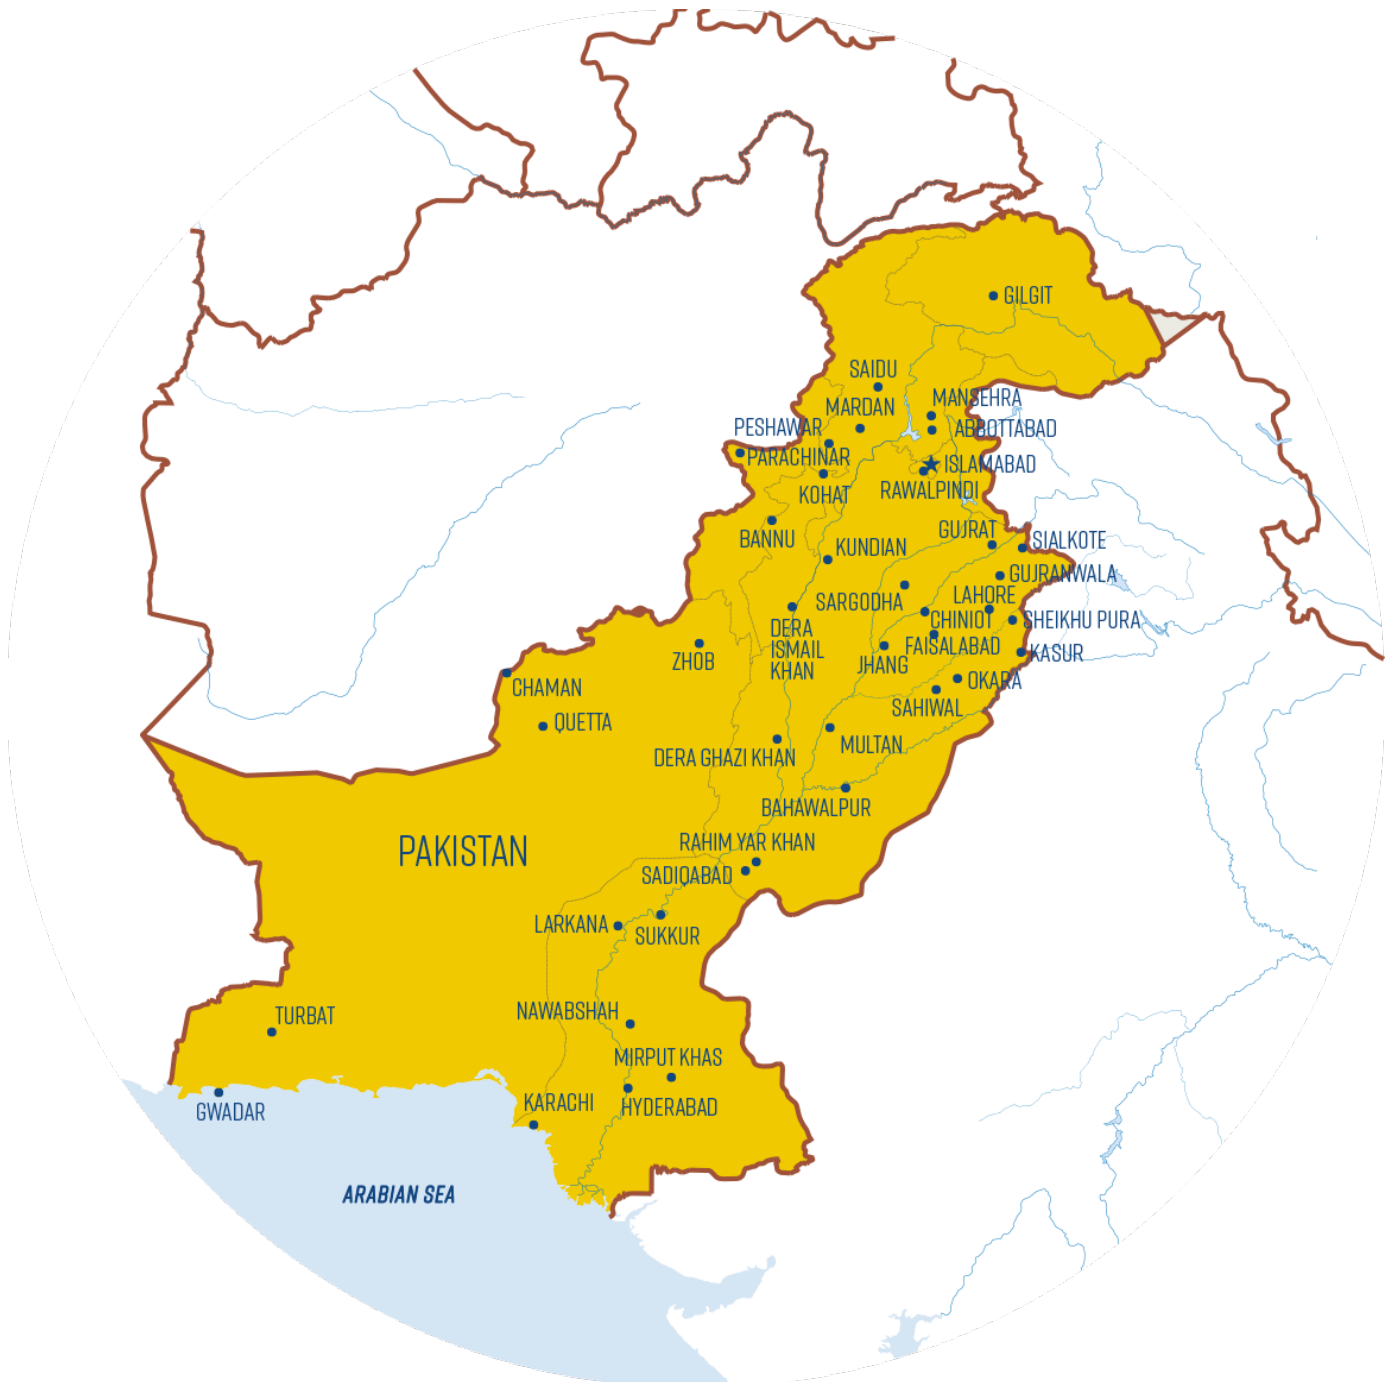 GILGIT
SAIDU
MANSEHRA
MARDAN
PESHAWAR
ABBOTTABAD
PARACHINAR
ISLAMABAD
KOHAT
RAWALPINDI
GUJRAT
BANNU
SIALKOTE
KUNDIAN
GUJRANWALA
LAHORE
SARGODHA
CHINIOT
SHEIKHU PURA
DERA
ISMAIL
KHAN
FAISALABAD
KASUR
ZHOB
JHANG
OKARA
CHAMAN
SAHIWAL
QUETTA
MULTAN
DERA GHAZI KHAN
BAHAWALPUR
RAHIM YAR KHAN
PAKISTAN
SADIQABAD
LARKANA
SUKKUR
NAWABSHAH
TURBAT
MIRPUT KHAS
KARACHI
HYDERABAD
GWADAR
ARABIAN SEA